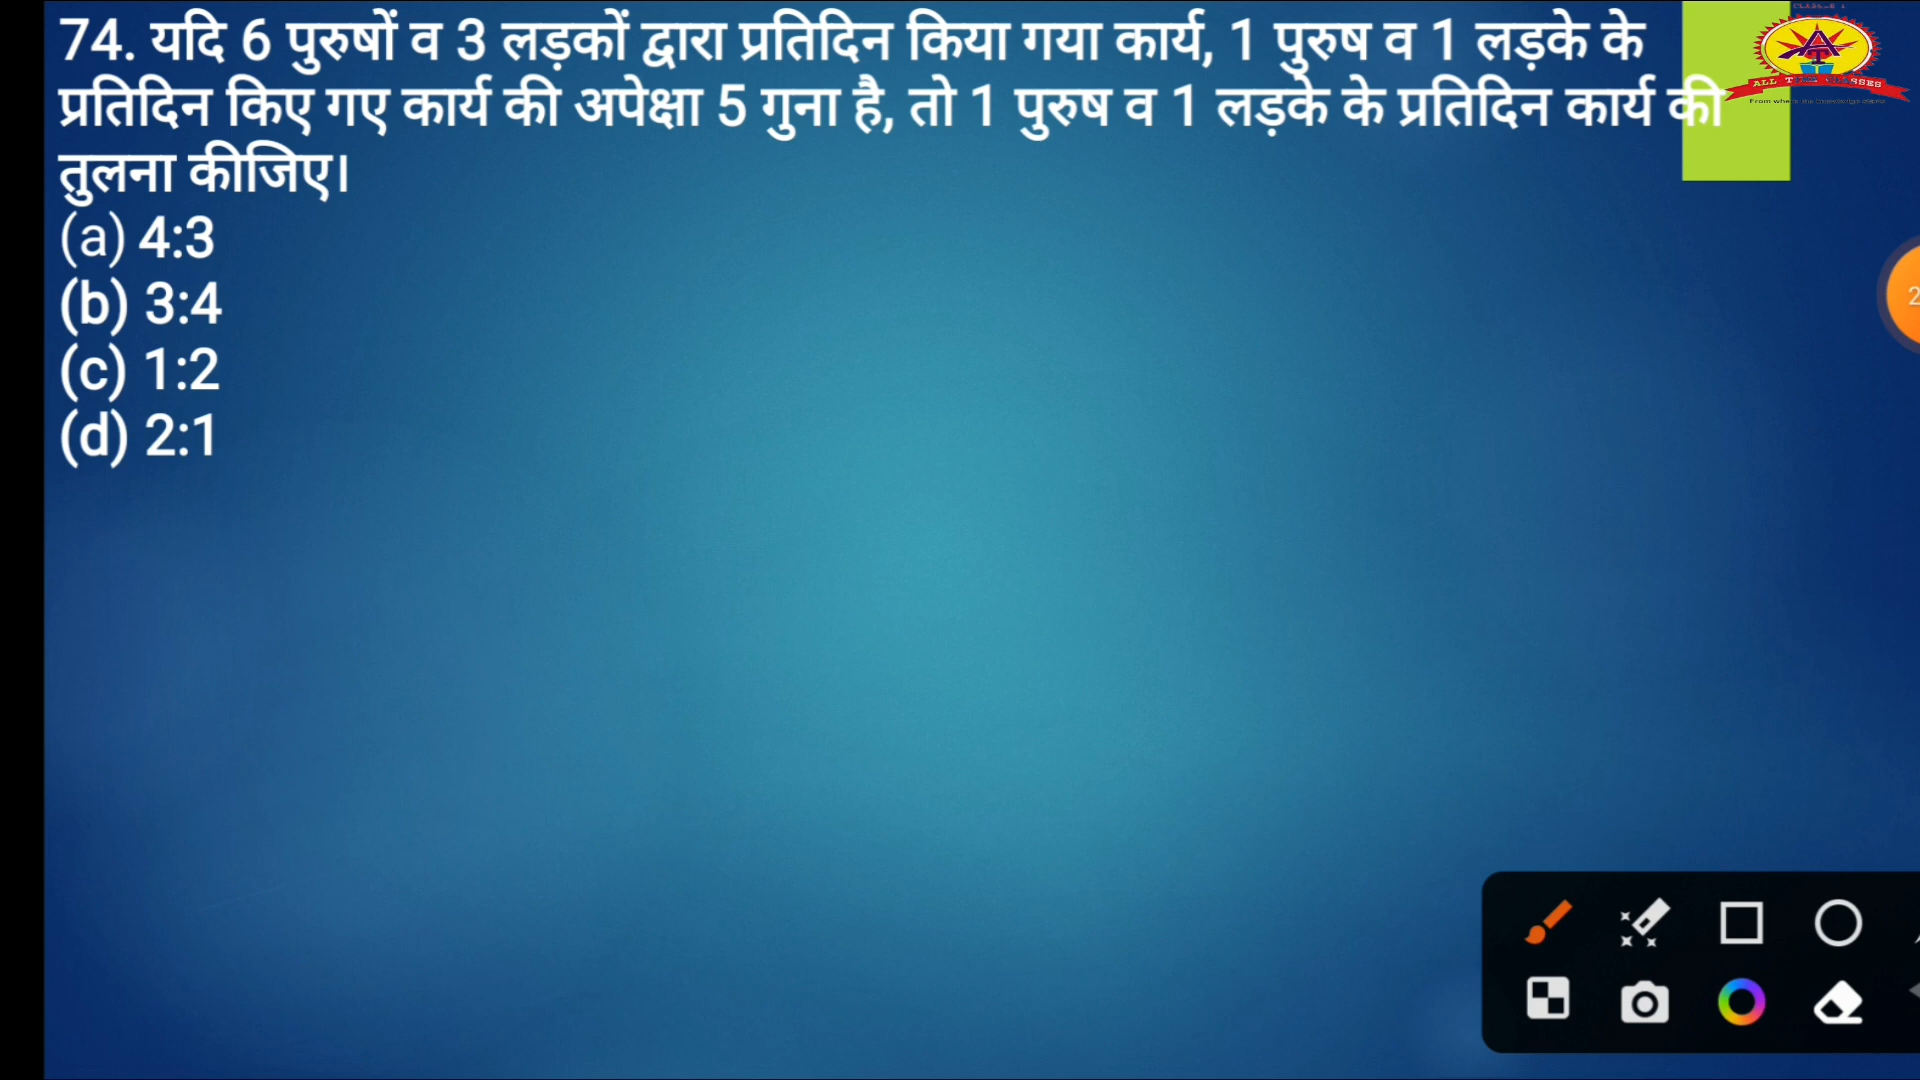 74. यदि 6 पुरुषों व 3 लड़कों द्वारा प्रतिदिन किया गया कार्य, 1 पुरुष व 1 लड़के के
प्रतिदिन किए गए कार्य की अपेक्षा 5 गुना है, तो 1 पुरुष व 1 लड़के के प्रतिदिन कार्य की
तुलना कीजिए।
(a) 4:3
(b) 3:4
(c) 1:2
(d) 2:1
2